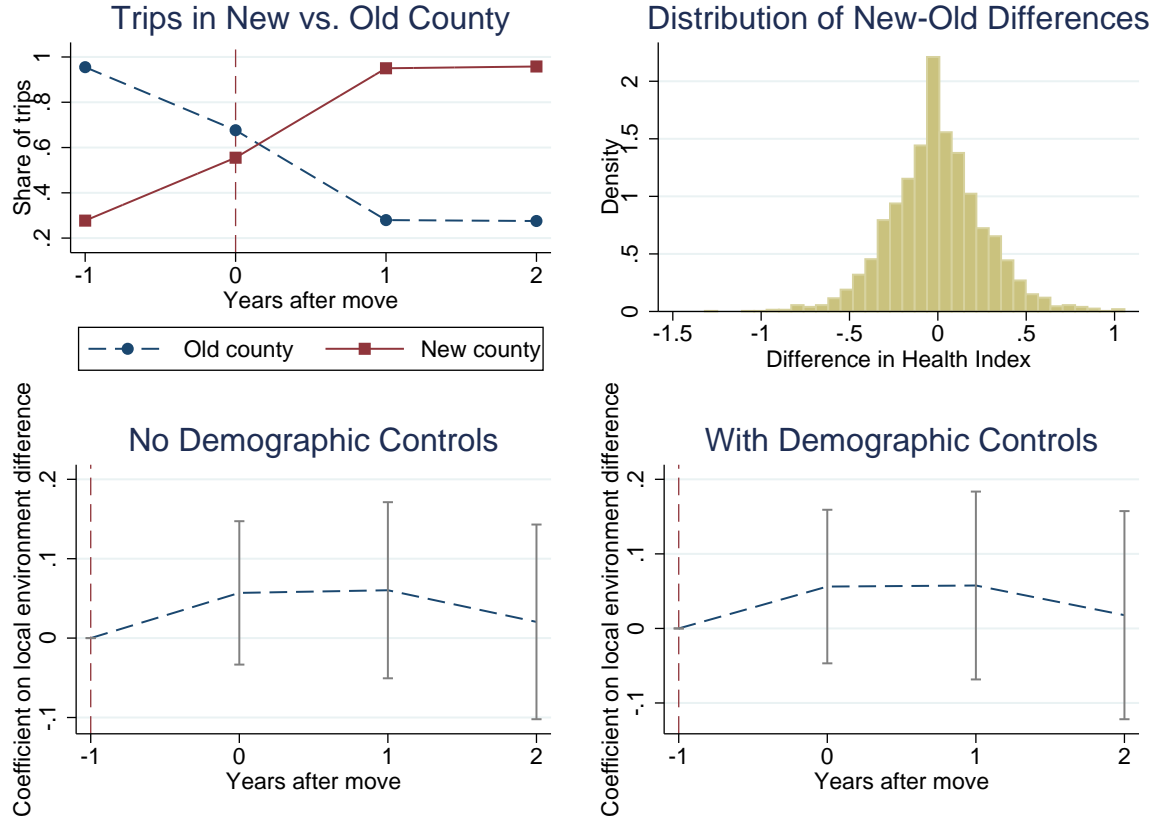 Trips in New vs. Old County
Share of trips
1
.8
.6
.4
.2
-1 0 1 2
Years after move
Old county New county
Distribution of New-Old Differences
Density
2
1.5
1
.5
0
-1.5 -1 -.5 0 .5 1
Difference in Health Index
No Demographic Controls
Coefficient on local environment difference
.2
.1
0
-.1
-1 0 1 2
Years after move
With Demographic Controls
Coefficient on local environment difference
.2
.1
0
-.1
-1 0 1 2
Years after move